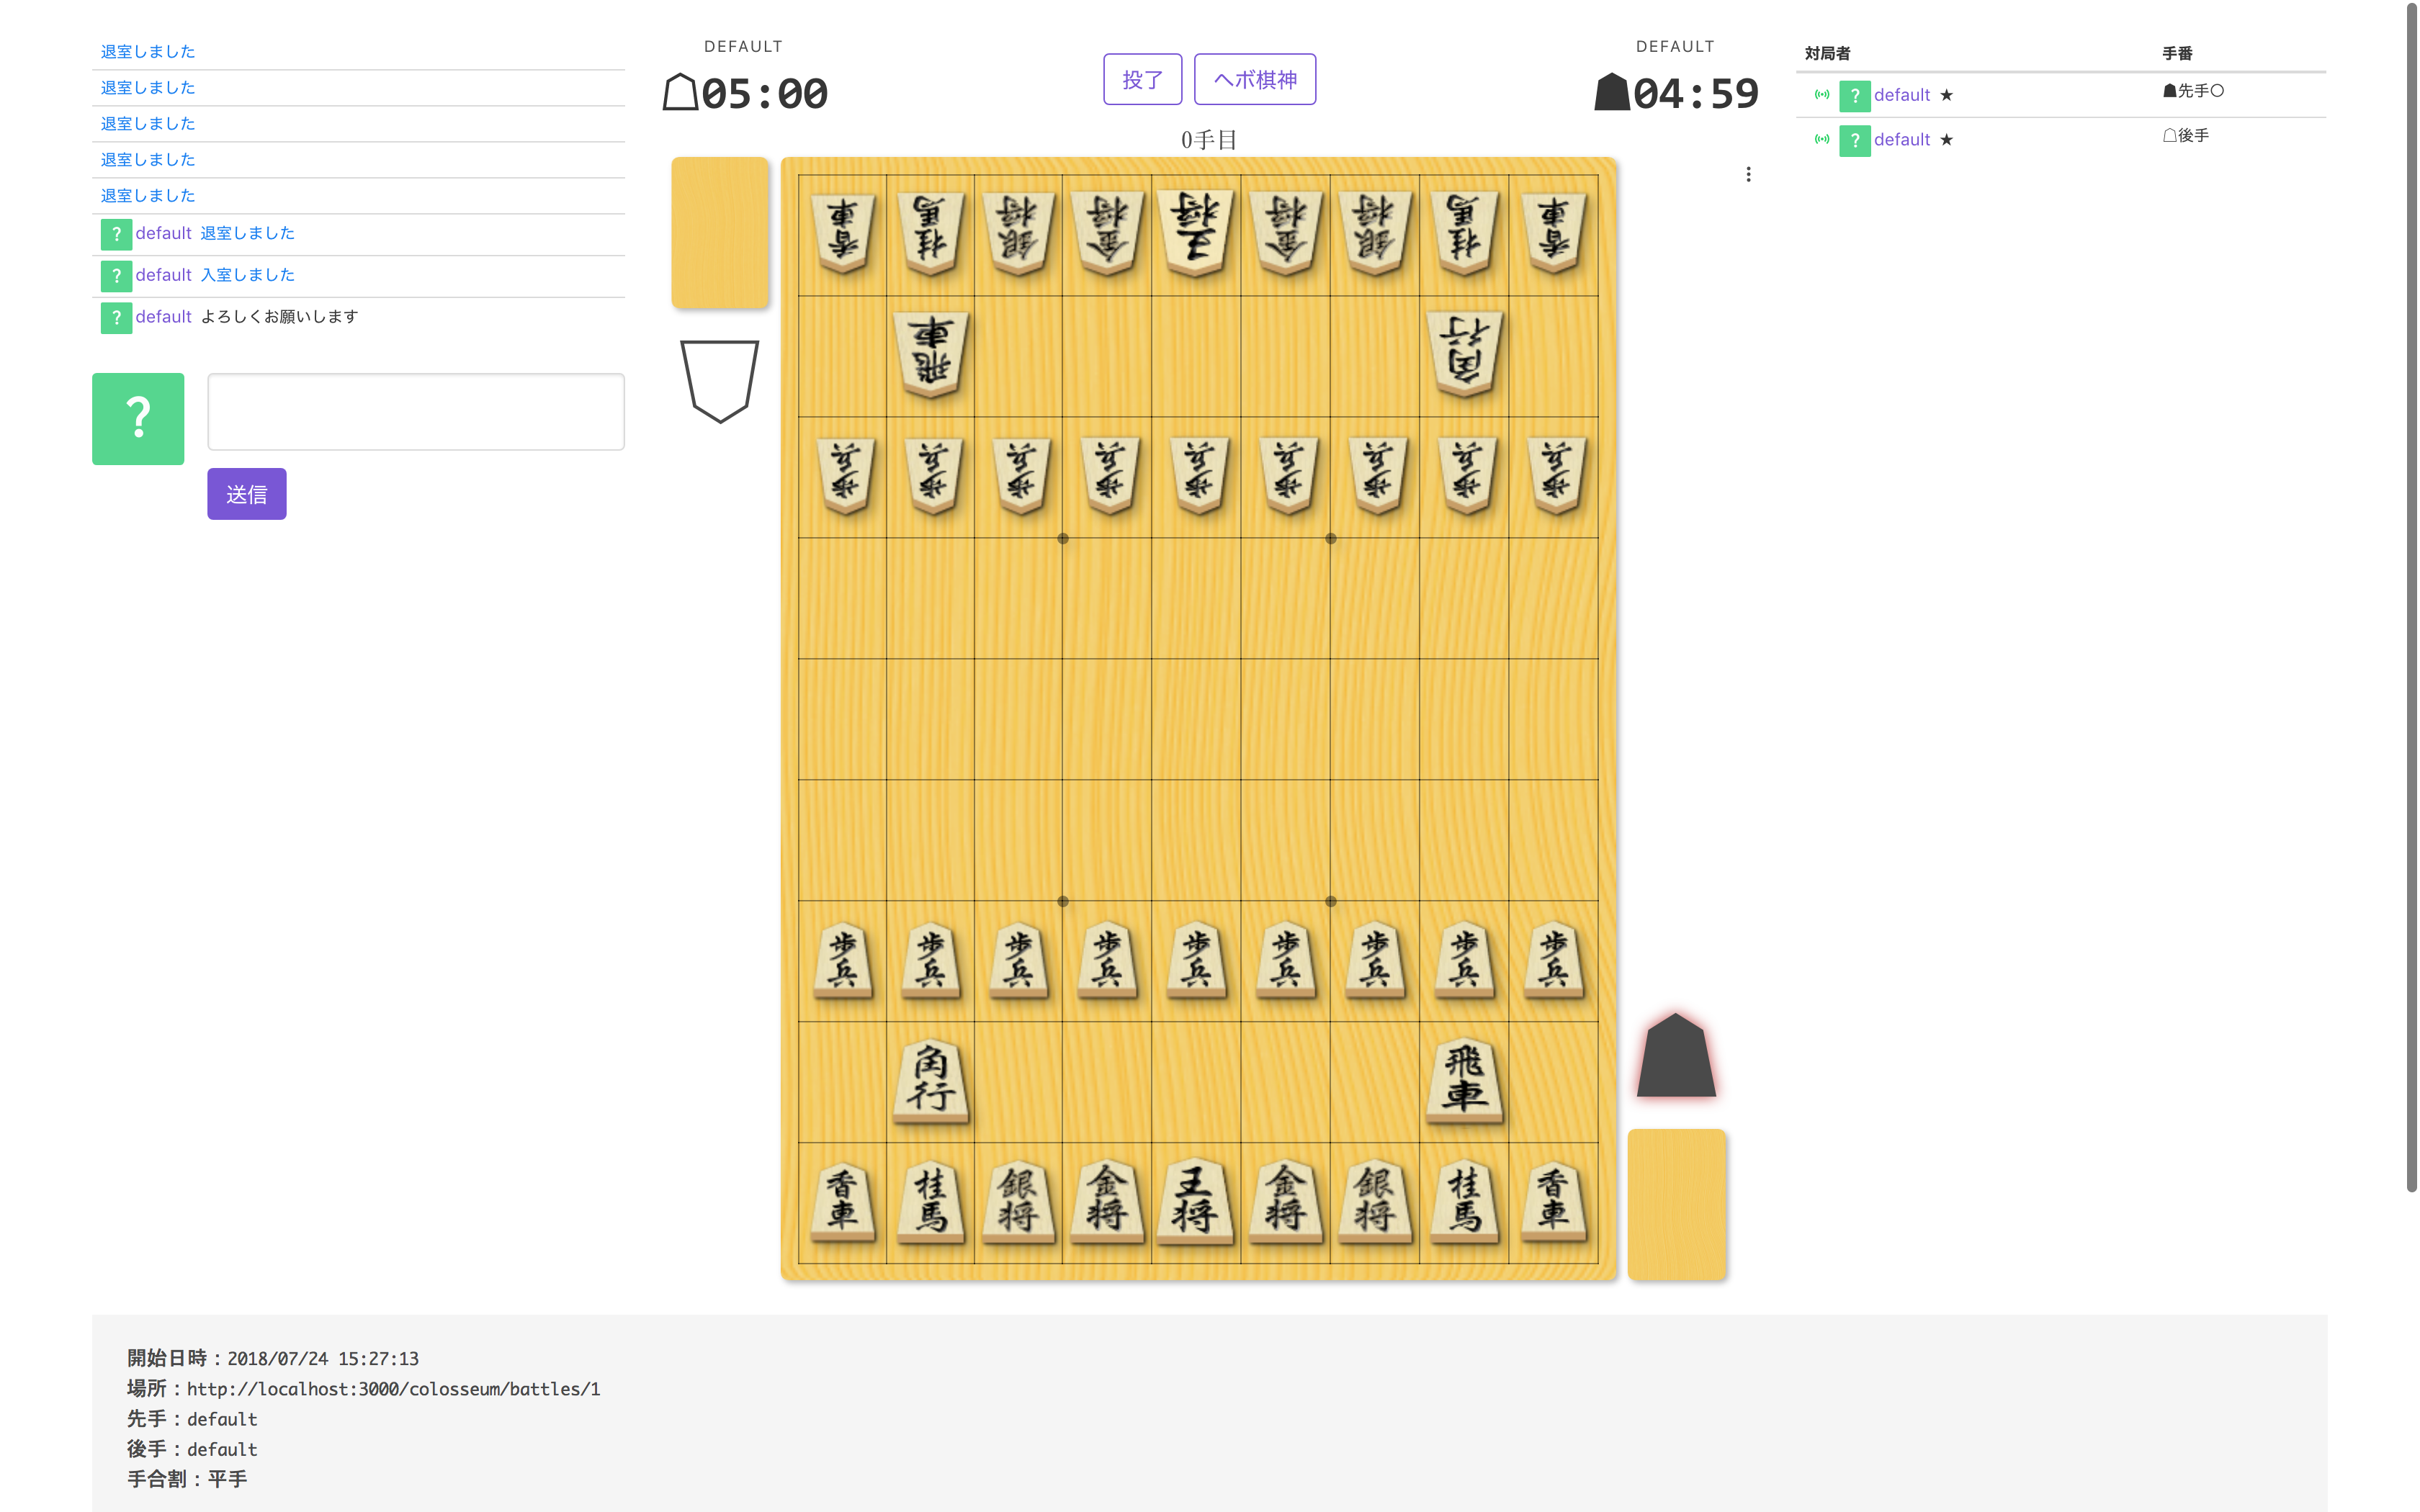 退室しました
退室しました
退室しました
退室しました
退室しました
? default 退室しました
? default 入室しました
? default よろしくお願いします
?
送信
DEFAULT
☖05:00
投了 ヘボ棋神
DEFAULT
☗04:59
0手目
香車 桂馬 銀将 金将 王将 金将 銀将 桂馬 香車
飛車 角行
歩兵 歩兵 歩兵 歩兵 歩兵 歩兵 歩兵 歩兵 歩兵
歩兵 歩兵 歩兵 歩兵 歩兵 歩兵 歩兵 歩兵 歩兵
角行 飛車
香車 桂馬 銀将 金将 王将 金将 銀将 桂馬 香車
対局者 手番
? default ★ ☗先手○
? default ★ ☖後手
開始日時：2018/07/24 15:27:13
場所：http://localhost:3000/colosseum/battles/1
先手：default
後手：default
手合割：平手